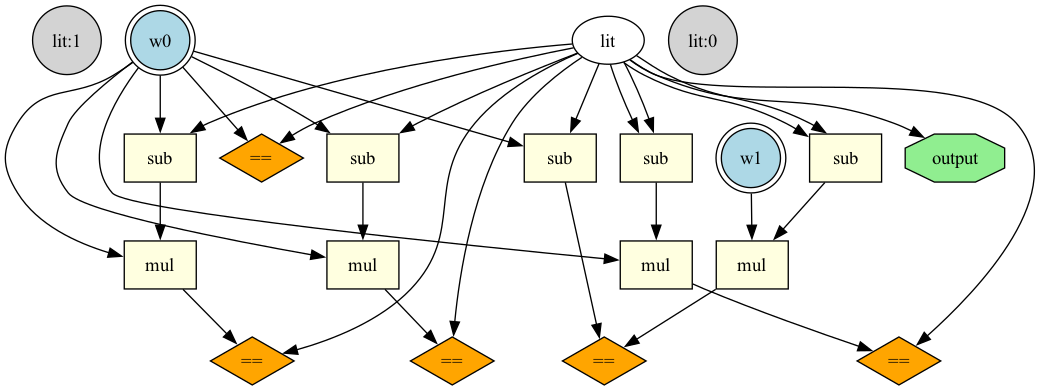 lit:1
w0
lit
lit:0
sub
==
sub
sub
sub
w1
sub
output
mul
mul
mul
mul
==
==
==
==